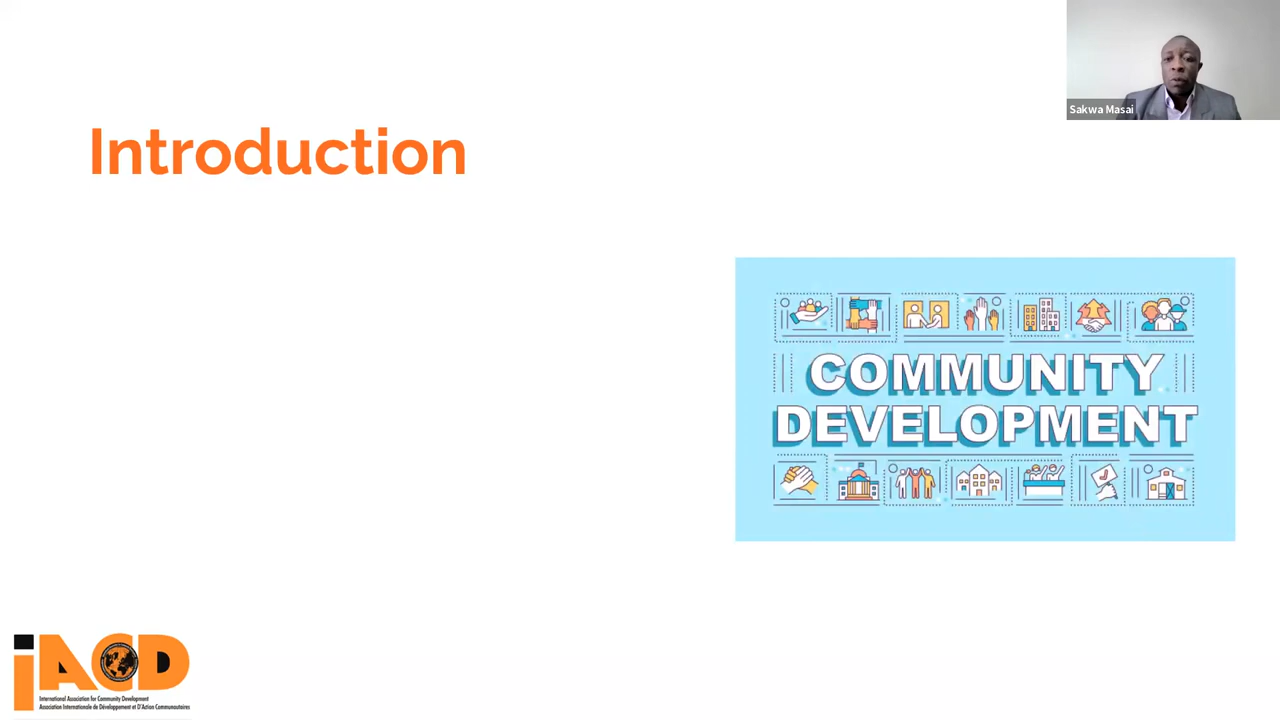 Sakwa Masai
Introduction
COMMUNITY
DEVELOPMENT
iACD
International Association for Community Development
Association Internationale de Développement et D'Action Communautaires